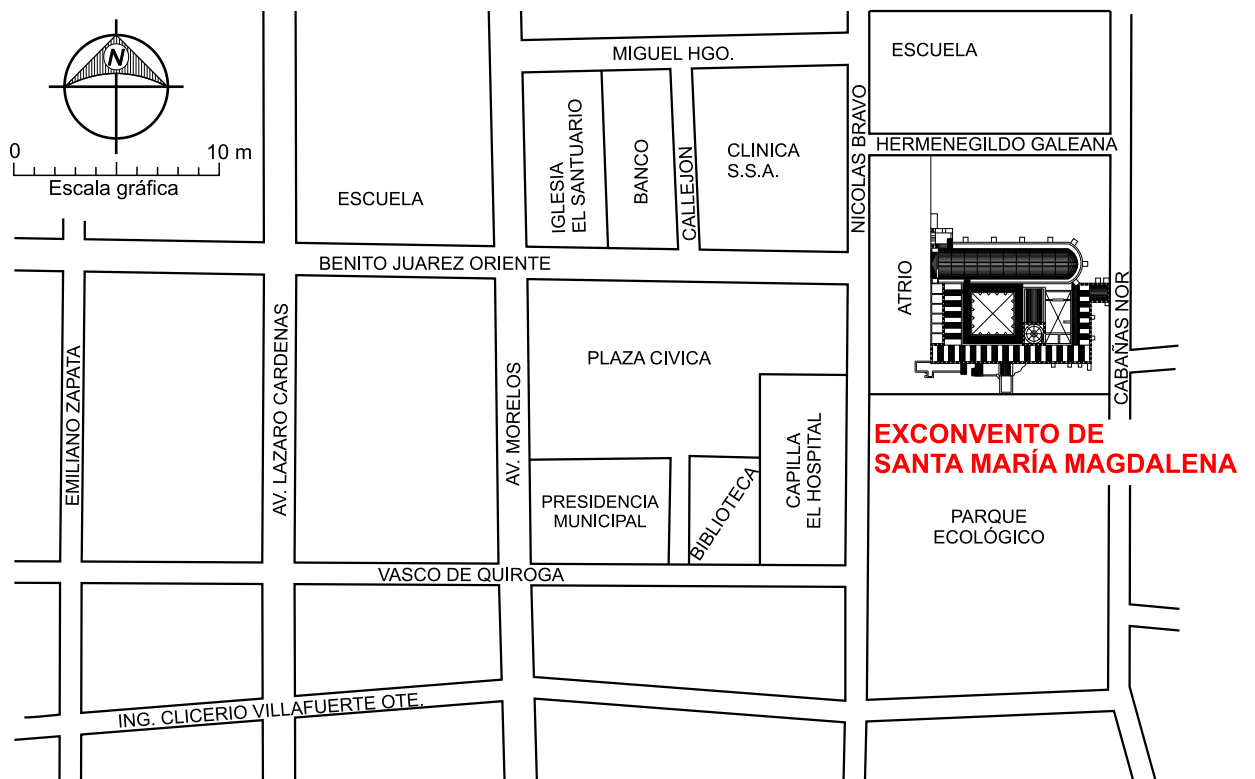 N
0 10 m
Escala gráfica
MIGUEL HGO.
ESCUELA
HERMENEGILDO GALEANA
NICOLAS BRAVO
IGLESIA
EL SANTUARIO
BANCO
CALLEJON
CLINICA
S.S.A.
ESCUELA
BENITO JUAREZ ORIENTE
ATRIO
CABAÑAS NOR
EMILIANO ZAPATA
AV. LAZARO CARDENAS
AV. MORELOS
PLAZA CIVICA
CAPILLA
EL HOSPITAL
EXCONVENTO DE
SANTA MARÍA MAGDALENA
PRESIDENCIA
MUNICIPAL
BIBLIOTECA
PARQUE
ECOLÓGICO
VASCO DE QUIROGA
ING. CLICERIO VILLAFUERTE OTE.